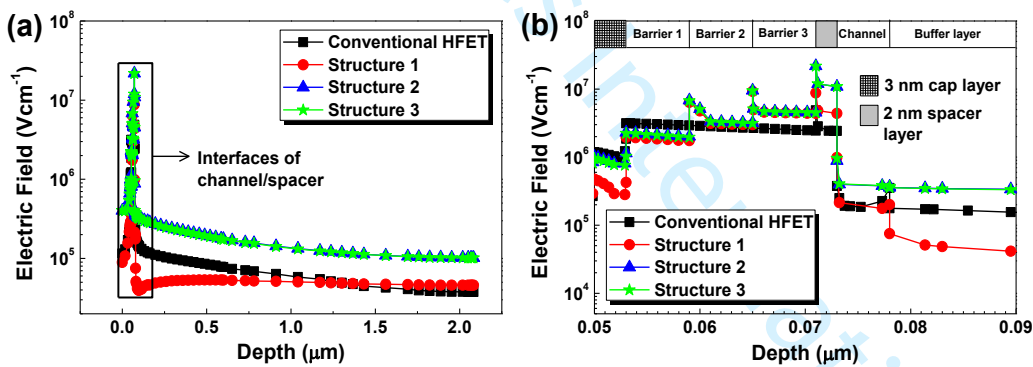 (a)
Electric Field (Vcm-1)
10^8
10^7
10^6
10^5
Conventional HFET
Structure 1
Structure 2
Structure 3
Interfaces of
channel/spacer
0.0 0.5 1.0 1.5 2.0
Depth (μm)
(b)
Electric Field (Vcm-1)
10^8
10^7
10^6
10^5
10^4
Barrier 1 Barrier 2 Barrier 3 Channel Buffer layer
3 nm cap layer
2 nm spacer
layer
Conventional HFET
Structure 1
Structure 2
Structure 3
0.05 0.06 0.07 0.08 0.09
Depth (μm)